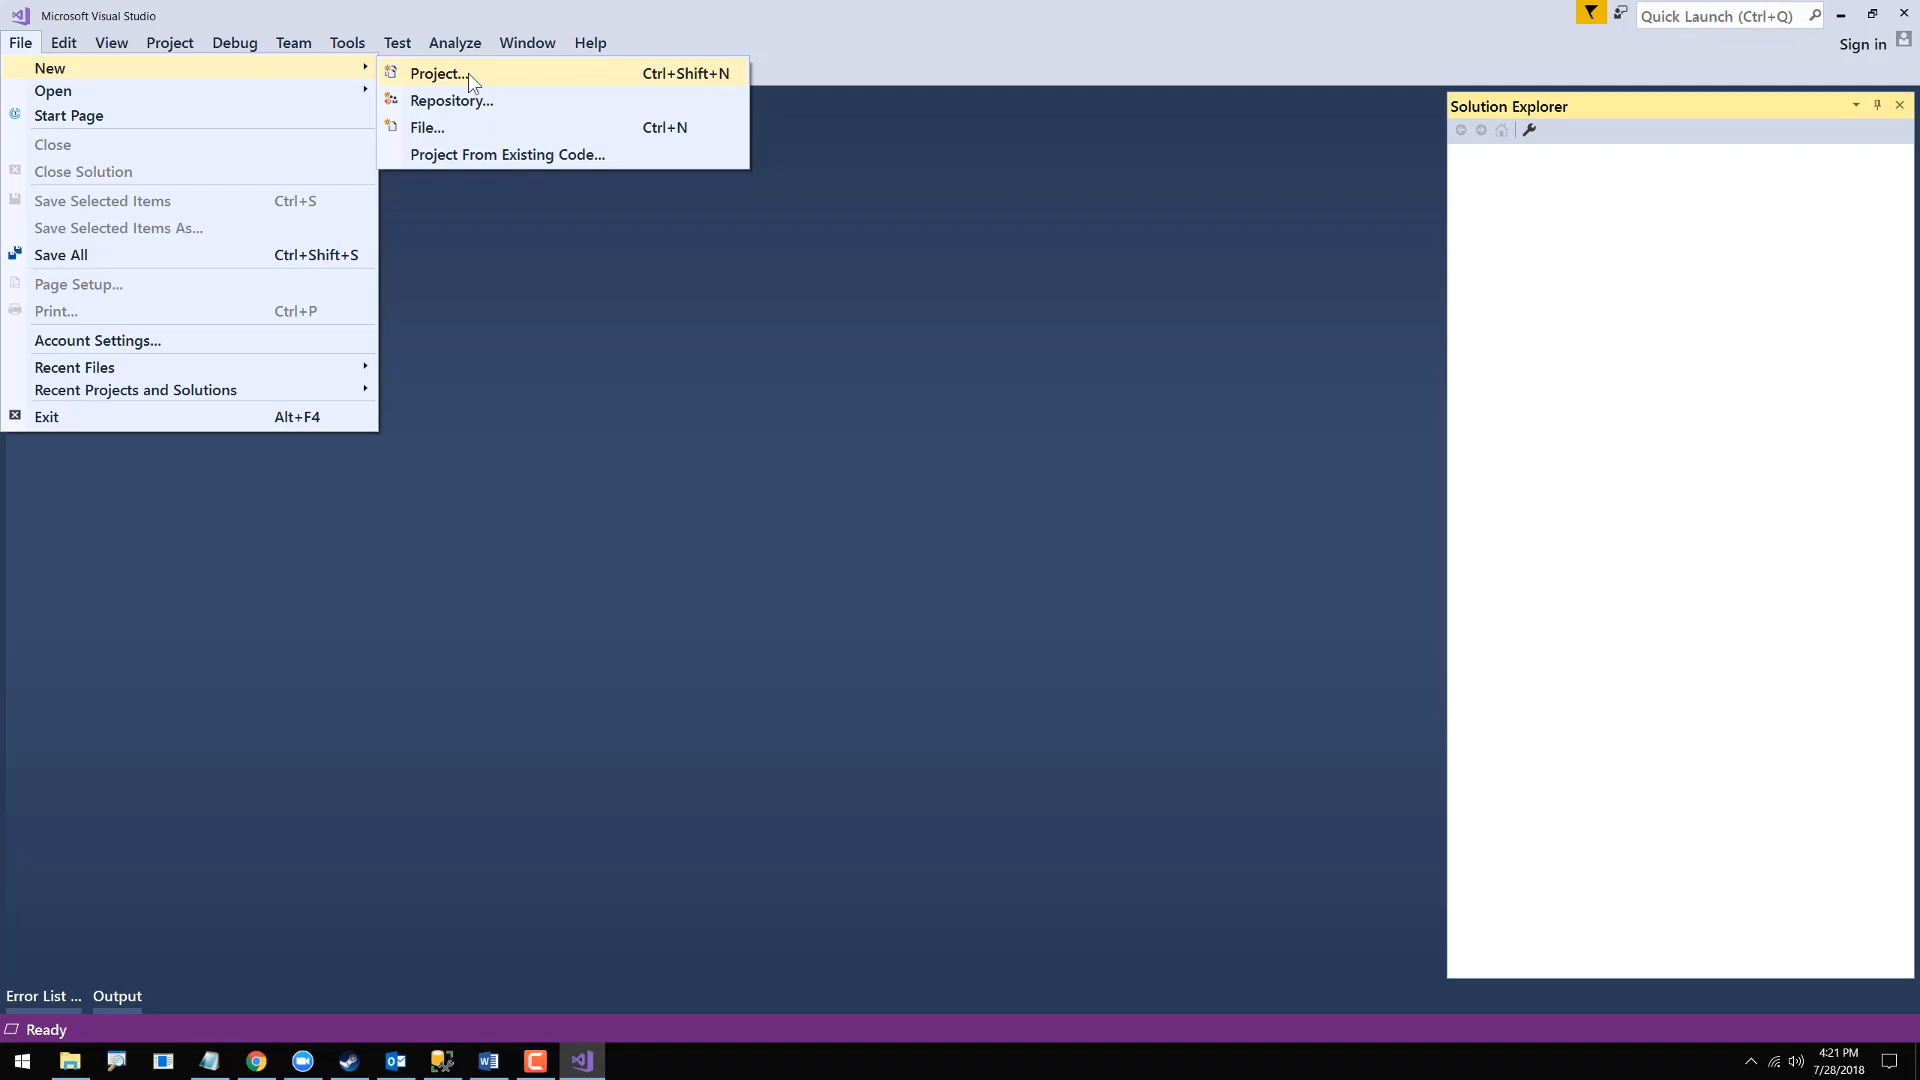 Microsoft Visual Studio
Quick Launch (Ctrl+Q)
File Edit View Project Debug Team Tools Test Analyze Window Help
Sign in
New
Open
Start Page
Close
Close Solution
Save Selected Items Ctrl+S
Save Selected Items As...
Save All Ctrl+Shift+S
Page Setup...
Print... Ctrl+P
Account Settings...
Recent Files
Recent Projects and Solutions
Exit Alt+F4
Project... Ctrl+Shift+N
Repository...
File... Ctrl+N
Project From Existing Code...
Solution Explorer
Error List ... Output
Ready
4:21 PM
7/28/2018